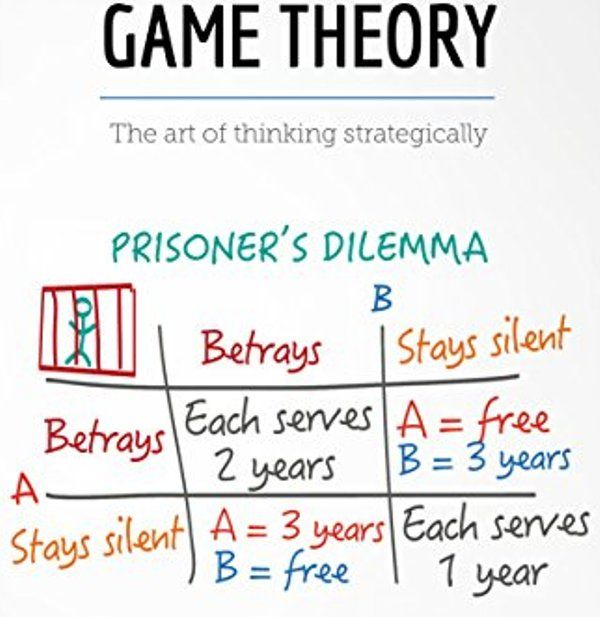 GAME THEORY
The art of thinking strategically
PRISONER'S DILEMMA
B
Betrays
Stays silent
Betrays
Each serves
2 years
A = free
B = 3 years
A
Stays silent
A = 3 years
B = free
Each serves
1 year